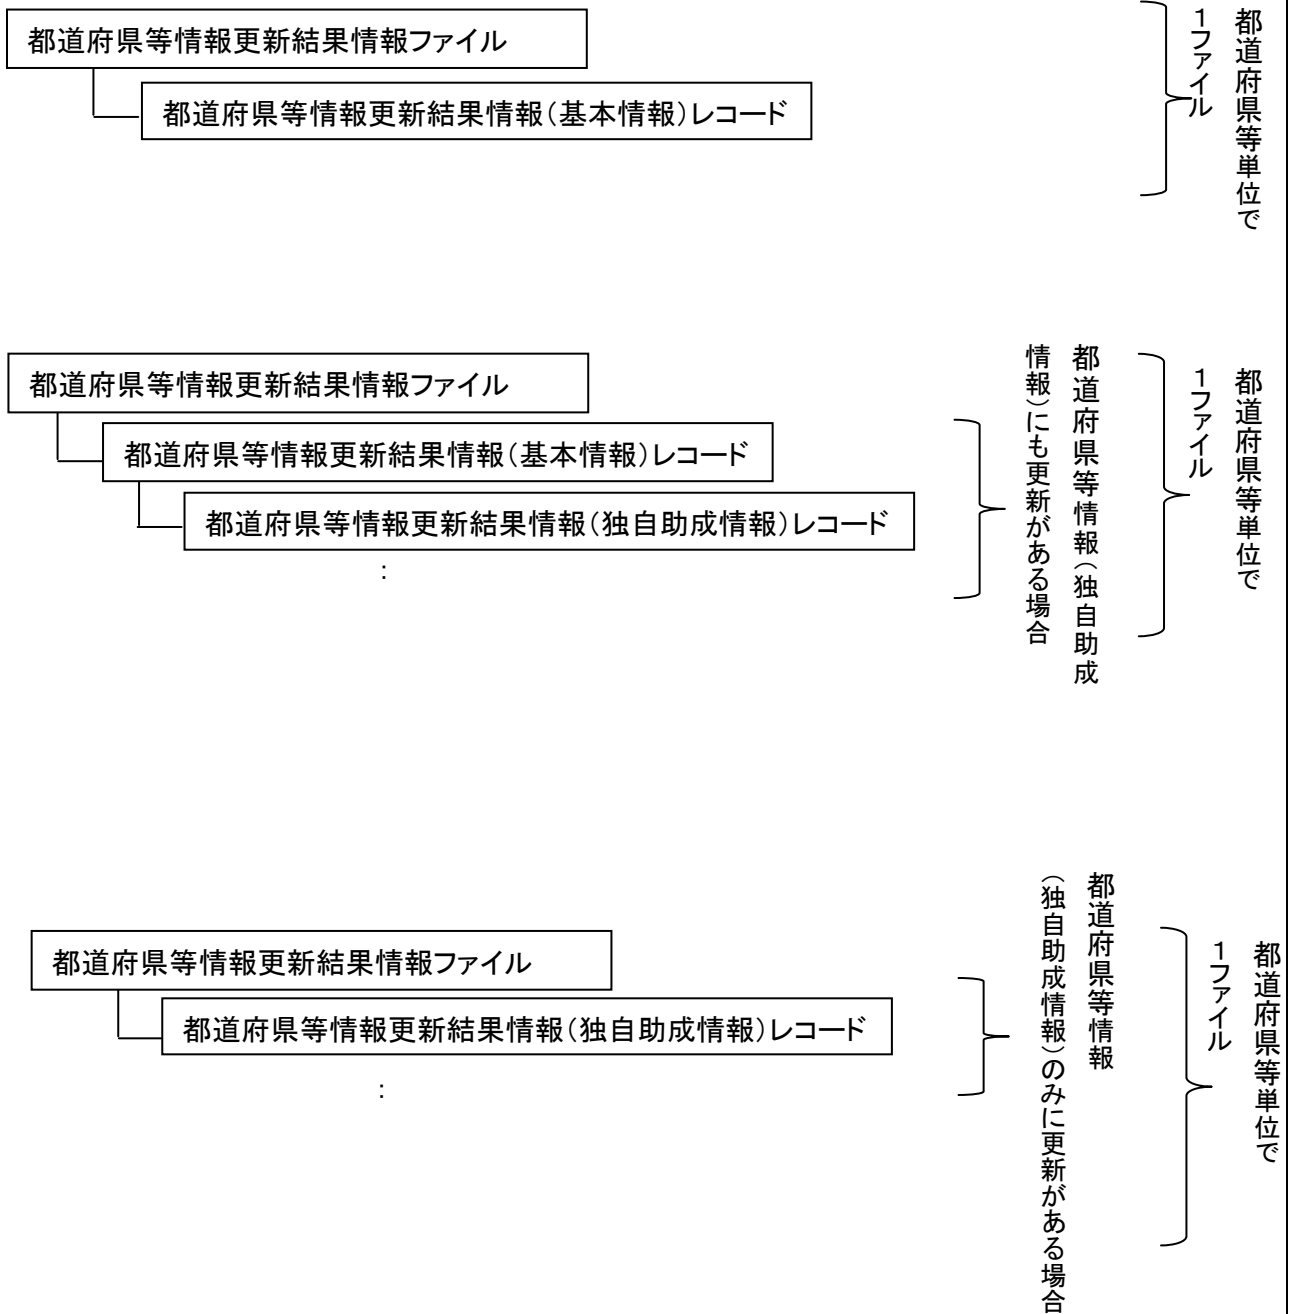 都道府県等情報更新結果情報ファイル
都道府県等情報更新結果情報(基本情報)レコード
都道府県等単位で
1ファイル
都道府県等情報更新結果情報ファイル
都道府県等情報更新結果情報(基本情報)レコード
都道府県等情報更新結果情報(独自助成情報)レコード
:
都道府県等情報(独自助成
情報)にも更新がある場合
都道府県等単位で
1ファイル
都道府県等情報更新結果情報ファイル
都道府県等情報更新結果情報(独自助成情報)レコード
:
都道府県等情報
(独自助成情報)のみに更新がある場合
都道府県等単位で
1ファイル